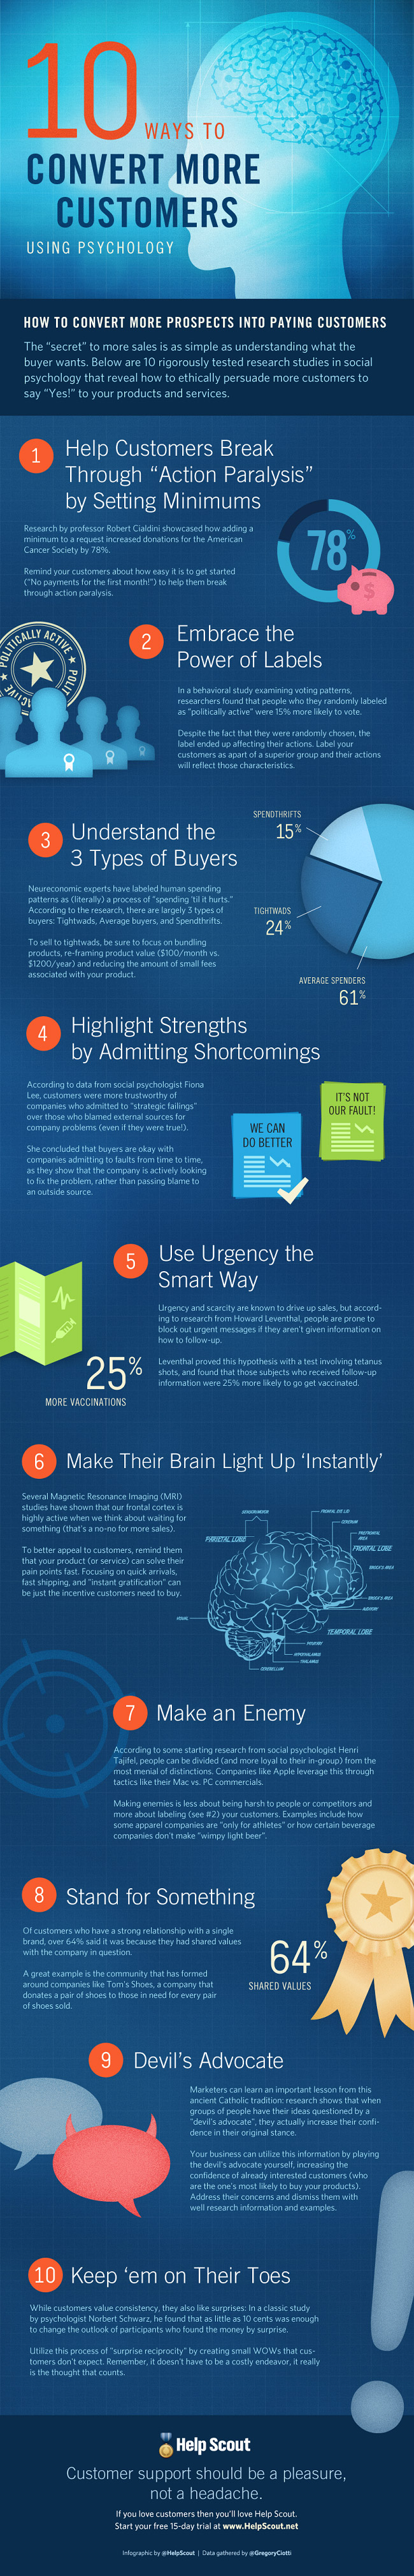 10
WAYS TO
CONVERT MORE
CUSTOMERS
USING PSYCHOLOGY
HOW TO CONVERT MORE PROSPECTS INTO PAYING CUSTOMERS
The “secret” to more sales is as simple as understanding what the
buyer wants. Below are 10 rigorously tested research studies in social
psychology that reveal how to ethically persuade more customers to
say “Yes!” to your products and services.
1
Help Customers Break
Through “Action Paralysis”
by Setting Minimums
Research by professor Robert Cialdini showcased how adding a
minimum to a request increased donations for the American
Cancer Society by 78%.
Remind your customers about how easy it is to get started
("No payments for the first month!") to help them break
through action paralysis.
78%
$
POLITICALLY ACTIVE
2
Embrace the
Power of Labels
In a behavioral study examining voting patterns,
researchers found that people who they randomly labeled
as "politically active" were 15% more likely to vote.
Despite the fact that they were randomly chosen, the
label ended up affecting their actions. Label your
customers as apart of a superior group and their actions
will reflect those characteristics.
3
Understand the
3 Types of Buyers
Neureconomic experts have labeled human spending
patterns as (literally) a process of "spending 'til it hurts."
According to the research, there are largely 3 types of
buyers: Tightwads, Average buyers, and Spendthrifts.
To sell to tightwads, be sure to focus on bundling
products, re-framing product value ($100/month vs.
$1200/year) and reducing the amount of small fees
associated with your product.
SPENDTHRIFTS
15%
TIGHTWADS
24%
AVERAGE SPENDERS
61%
4
Highlight Strengths
by Admitting Shortcomings
According to data from social psychologist Fiona
Lee, customers were more trustworthy of
companies who admitted to "strategic failings"
over those who blamed external sources for
company problems (even if they were true!).
She concluded that buyers are okay with
companies admitting to faults from time to time,
as they show that the company is actively looking
to fix the problem, rather than passing blame to
an outside source.
WE CAN
DO BETTER
IT'S NOT
OUR FAULT!
5
Use Urgency the
Smart Way
Urgency and scarcity are known to drive up sales, but accord-
ing to research from Howard Leventhal, people are prone to
block out urgent messages if they aren't given information on
how to follow-up.
Leventhal proved this hypothesis with a test involving tetanus
shots, and found that those subjects who received follow-up
information were 25% more likely to go get vaccinated.
25%
MORE VACCINATIONS
6
Make Their Brain Light Up ‘Instantly’
Several Magnetic Resonance Imaging (MRI)
studies have shown that our frontal cortex is
highly active when we think about waiting for
something (that's a no-no for more sales).
To better appeal to customers, remind them
that your product (or service) can solve their
pain points fast. Focusing on quick arrivals,
fast shipping, and "instant gratification" can
be just the incentive customers need to buy.
SENSORIMOTOR
PARIETAL LOBE
FRONTAL EYE LID
CEREBRUM
PREFRONTAL
AREA
FRONTAL LOBE
BROCA'S AREA
TEMPORAL LOBE
VISUAL
PITUITARY
HYPOTHALAMUS
THALAMUS
CEREBELLUM
7
Make an Enemy
According to some starting research from social psychologist Henri
Tajifel, people can be divided (and more loyal to their in-group) from the
most menial of distinctions. Companies like Apple leverage this through
tactics like their Mac vs. PC commercials.
Making enemies is less about being harsh to people or competitors and
more about labeling (see #2) your customers. Examples include how
some apparel companies are "only for athletes" or how certain beverage
companies don't make "wimpy light beer".
8
Stand for Something
Of customers who have a strong relationship with a single
brand, over 64% said it was because they had shared values
with the company in question.
A great example is the community that has formed
around companies like Tom's Shoes, a company that
donates a pair of shoes to those in need for every pair
of shoes sold.
64%
SHARED VALUES
9
Devil’s Advocate
Marketers can learn an important lesson from this
ancient Catholic tradition: research shows that when
groups of people have their ideas questioned by a
"devil's advocate", they actually increase their confi-
dence in their original stance.
Your business can utilize this information by playing
the devil's advocate yourself, increasing the
confidence of already interested customers (who
are the one's most likely to buy your products).
Address their concerns and dismiss them with
well research information and examples.
10
Keep ‘em on Their Toes
While customers value consistency, they also like surprises: In a classic study
by psychologist Norbert Schwarz, he found that as little as 10 cents was enough
to change the outlook of participants who found the money by surprise.
Utilize this process of "surprise reciprocity" by creating small WOWs that cus-
tomers don't expect. Remember, it doesn't have to be a costly endeavor, it really
is the thought that counts.
Help Scout
Customer support should be a pleasure,
not a headache.
If you love customers then you'll love Help Scout.
Start your free 15-day trial at www.HelpScout.net
Infographic by @HelpScout | Data gathered by @GregoryCiotti